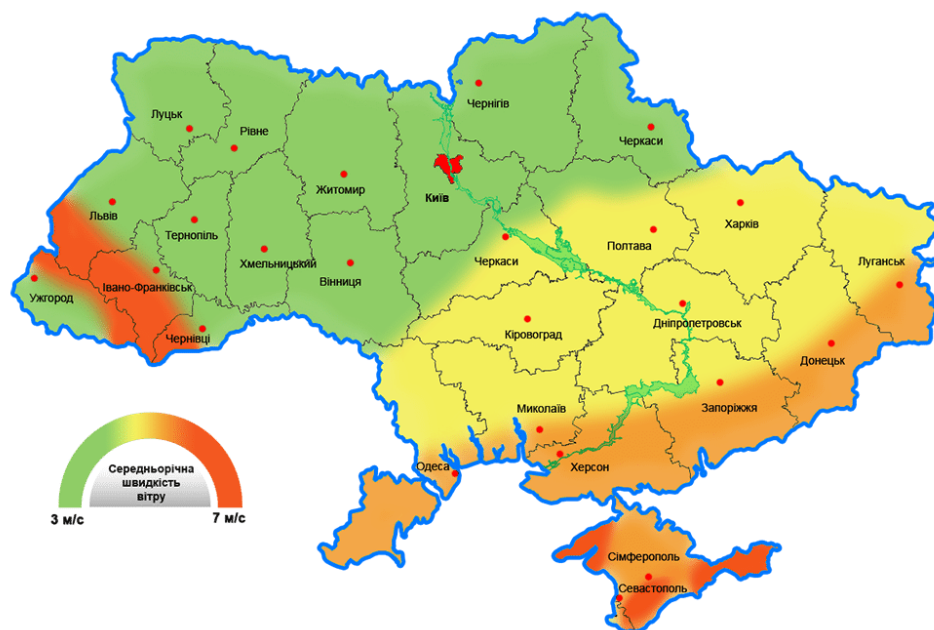 Чернігів
Луцьк
Рівне
Черкаси
Житомир
Київ
Львів
Харків
Тернопіль
Полтава
Черкаси
Хмельницький
Вінниця
Луганськ
Івано-Франківськ
Ужгород
Дніпропетровськ
Кіровоград
Чернівці
Донецьк
Миколаїв
Запоріжжя
Одеса
Херсон
Середньорічна
швидкість
вітру
3 м/с
7 м/с
Сімферополь
Севастополь